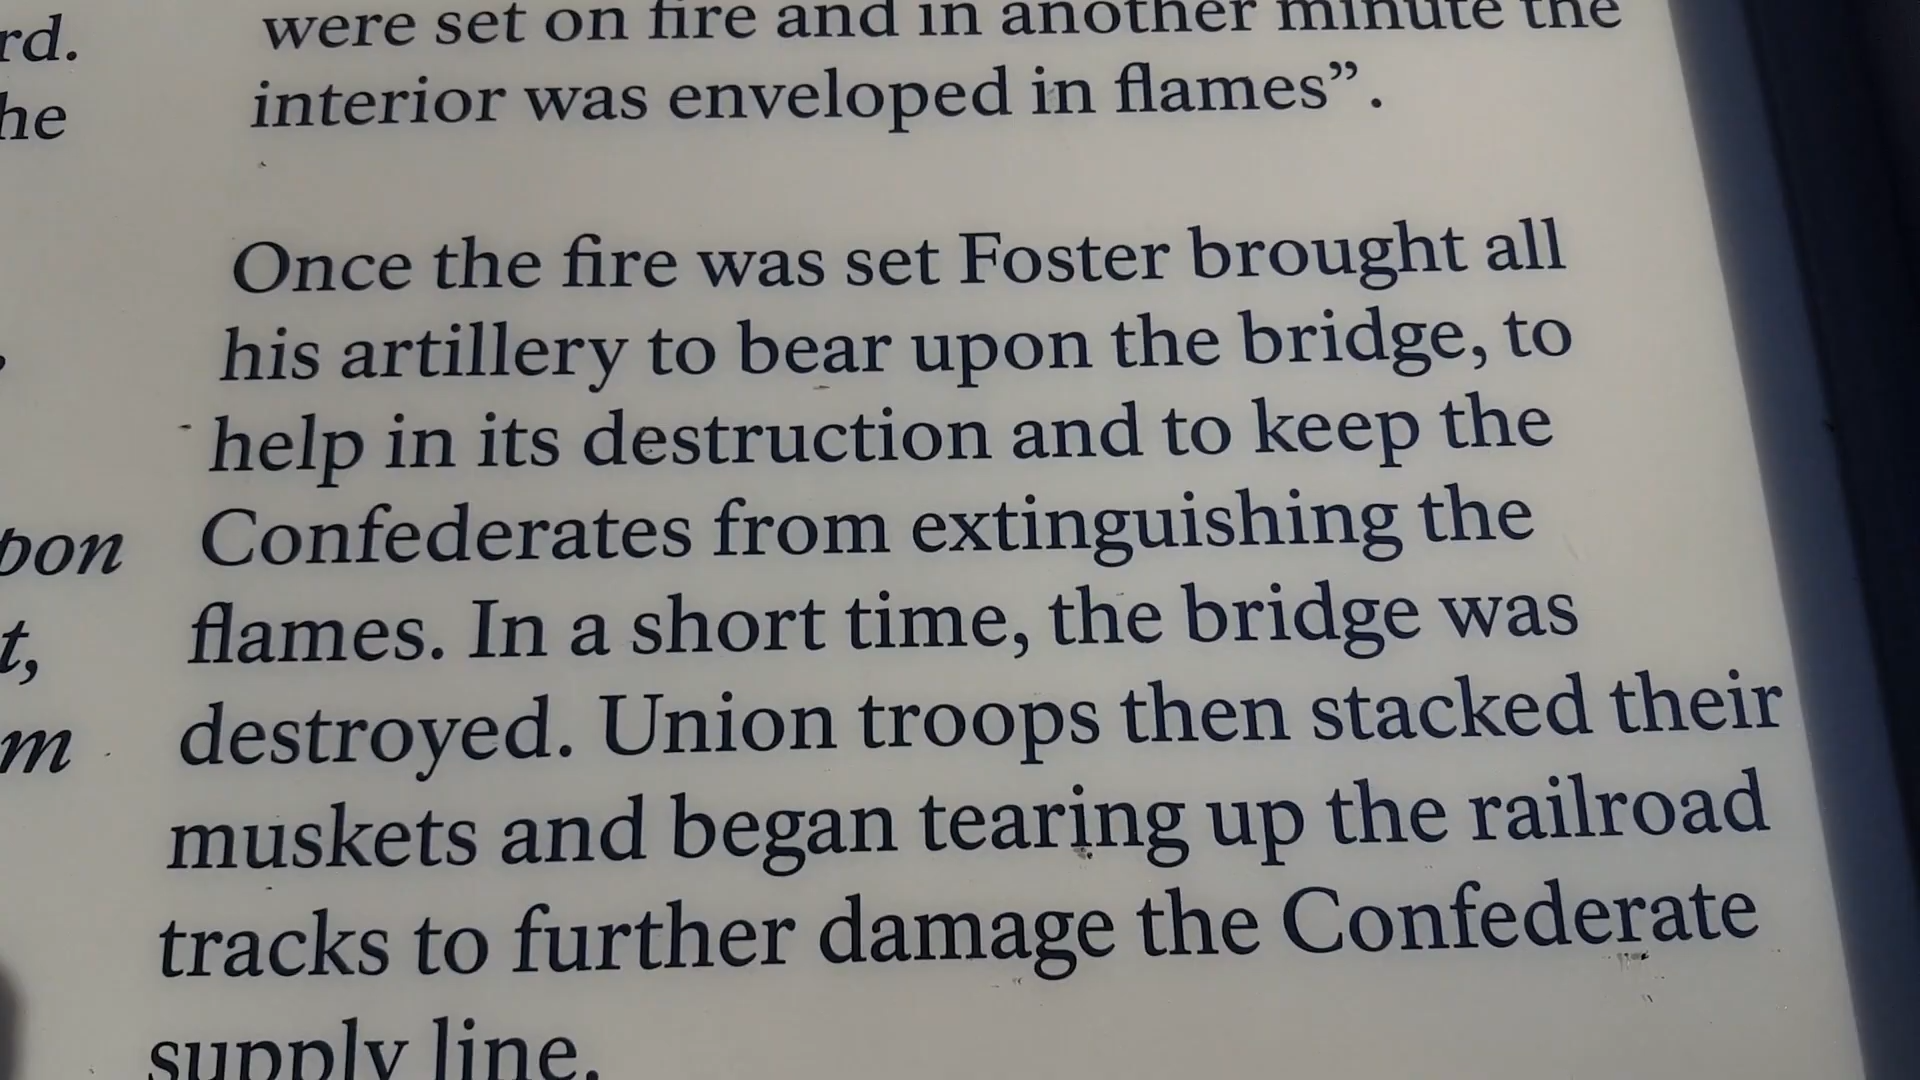 rd.
he
bon
t,
m
were set on fire and in another minute the
interior was enveloped in flames”.
Once the fire was set Foster brought all
his artillery to bear upon the bridge, to
help in its destruction and to keep the
Confederates from extinguishing the
flames. In a short time, the bridge was
destroyed. Union troops then stacked their
muskets and began tearing up the railroad
tracks to further damage the Confederate
supply line.